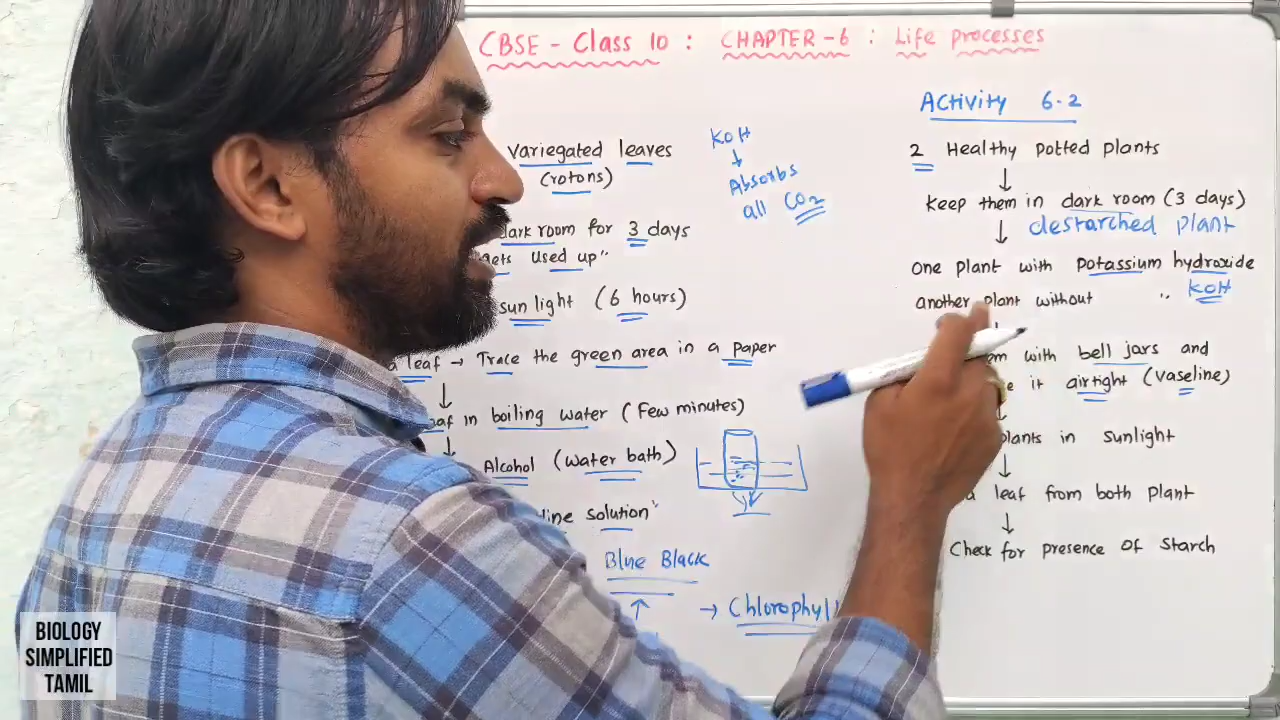 CBSE - Class 10 : CHAPTER - 6 : Life processes
variegated leaves
(rotons)
dark room for 3 days
gets used up"
sun light (6 hours)
a leaf → Trace the green area in a paper
in boiling water (Few minutes)
Alcohol (water bath)
solution"
Blue Black
→ Chlorophyll
KOH
Absorbs
all CO2
Activity 6.2
2 Healthy potted plants
Keep them in dark room (3 days)
destarched plant
One plant with potassium hydroxide
another plant without " KOH
with bell jars and
it airtight (vaseline)
plants in sunlight
leaf from both plant
Check for presence of starch
BIOLOGY
SIMPLIFIED
TAMIL